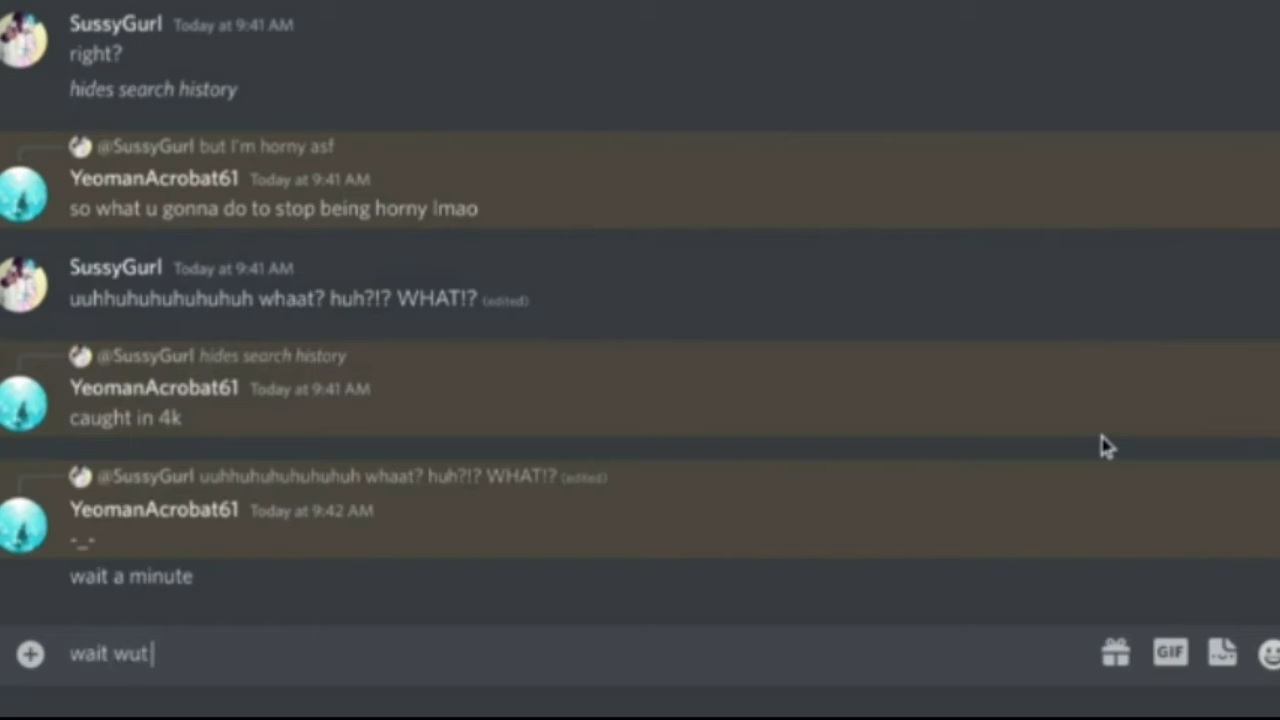 SussyGurl Today at 9:41 AM
right?
hides search history
@SussyGurl but I'm horny asf
YeomanAcrobat61 Today at 9:41 AM
so what u gonna do to stop being horny lmao
SussyGurl Today at 9:41 AM
uuhhuhuhuhuhuhuh whaat? huh?!? WHAT!? (edited)
@SussyGurl hides search history
YeomanAcrobat61 Today at 9:41 AM
caught in 4k
@SussyGurl uuhhuhuhuhuhuhuh whaat? huh?!? WHAT!? (edited)
YeomanAcrobat61 Today at 9:42 AM
-_-
wait a minute
wait wut
GIF